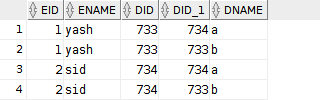 EID ENAME DID DID_1 DNAME
1 1 yash 733 734 a
2 1 yash 733 733 b
3 2 sid 734 734 a
4 2 sid 734 733 b